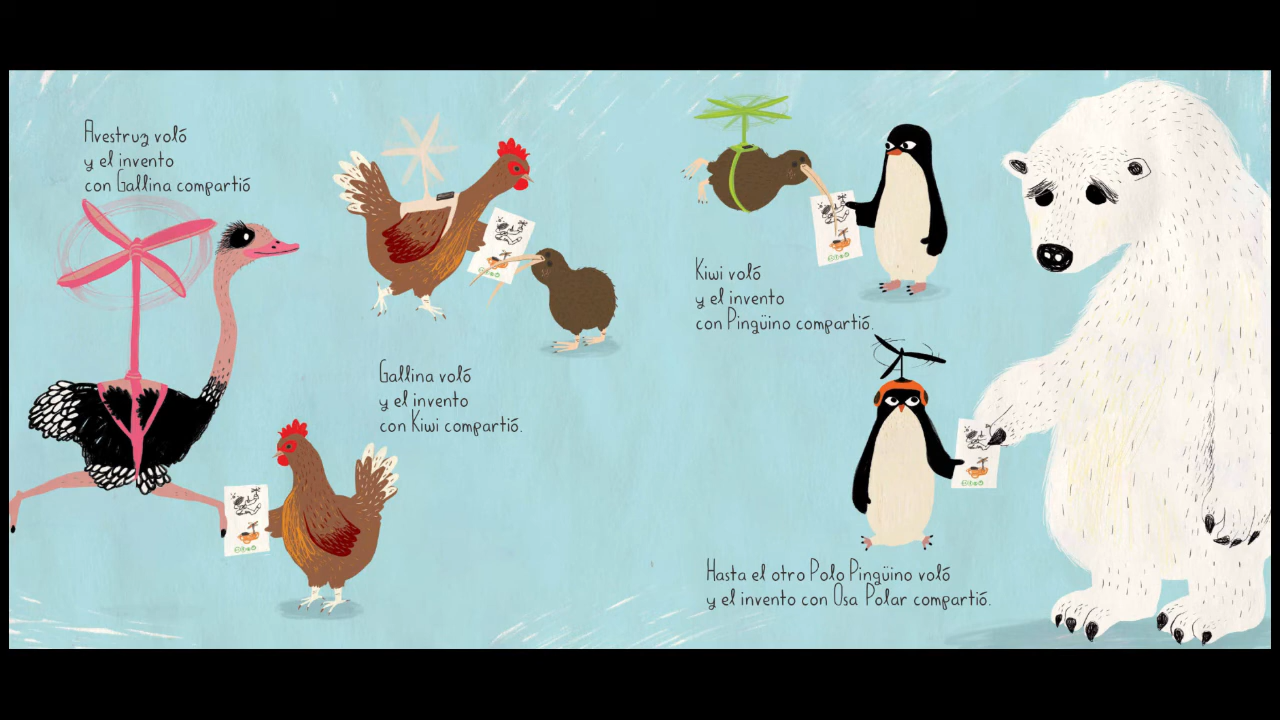 Avestruz voló
y el invento
con Gallina compartió
Gallina voló
y el invento
con Kiwi compartió.
Kiwi voló
y el invento
con Pingüino compartió.
Hasta el otro Polo Pingüino voló
y el invento con Osa Polar compartió.